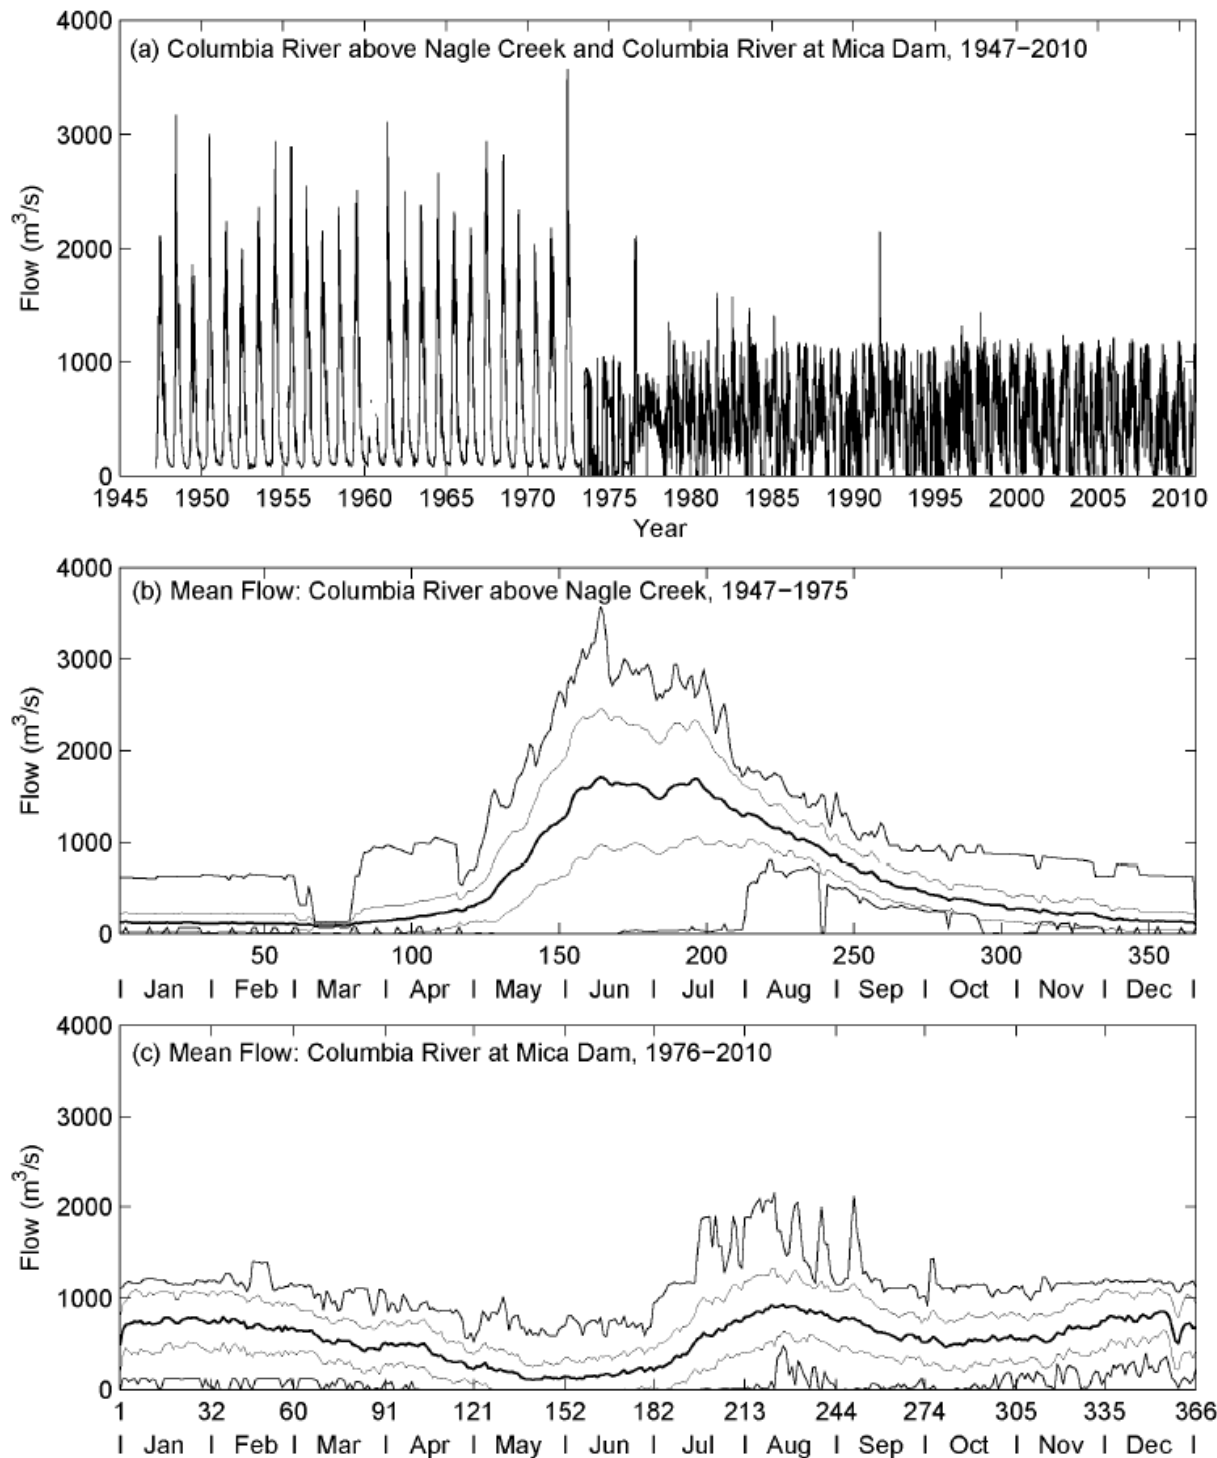 4000
(a) Columbia River above Nagle Creek and Columbia River at Mica Dam, 1947−2010
3000
Flow (m³/s)
2000
1000
0
1945 1950 1955 1960 1965 1970 1975 1980 1985 1990 1995 2000 2005 2010
Year
4000
(b) Mean Flow: Columbia River above Nagle Creek, 1947−1975
3000
Flow (m³/s)
2000
1000
0
50 100 150 200 250 300 350
I Jan I Feb I Mar I Apr I May I Jun I Jul I Aug I Sep I Oct I Nov I Dec I
4000
(c) Mean Flow: Columbia River at Mica Dam, 1976−2010
3000
Flow (m³/s)
2000
1000
0
1 32 60 91 121 152 182 213 244 274 305 335 366
I Jan I Feb I Mar I Apr I May I Jun I Jul I Aug I Sep I Oct I Nov I Dec I